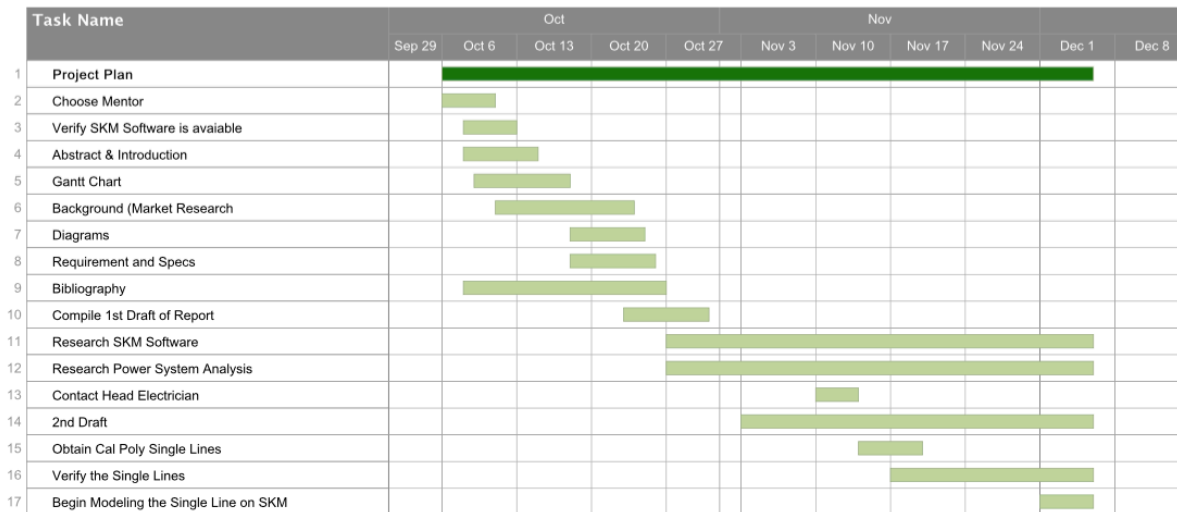 Task Name
Oct Nov
Sep 29 Oct 6 Oct 13 Oct 20 Oct 27 Nov 3 Nov 10 Nov 17 Nov 24 Dec 1 Dec 8
1 Project Plan
2 Choose Mentor
3 Verify SKM Software is avaiable
4 Abstract & Introduction
5 Gantt Chart
6 Background (Market Research
7 Diagrams
8 Requirement and Specs
9 Bibliography
10 Compile 1st Draft of Report
11 Research SKM Software
12 Research Power System Analysis
13 Contact Head Electrician
14 2nd Draft
15 Obtain Cal Poly Single Lines
16 Verify the Single Lines
17 Begin Modeling the Single Line on SKM